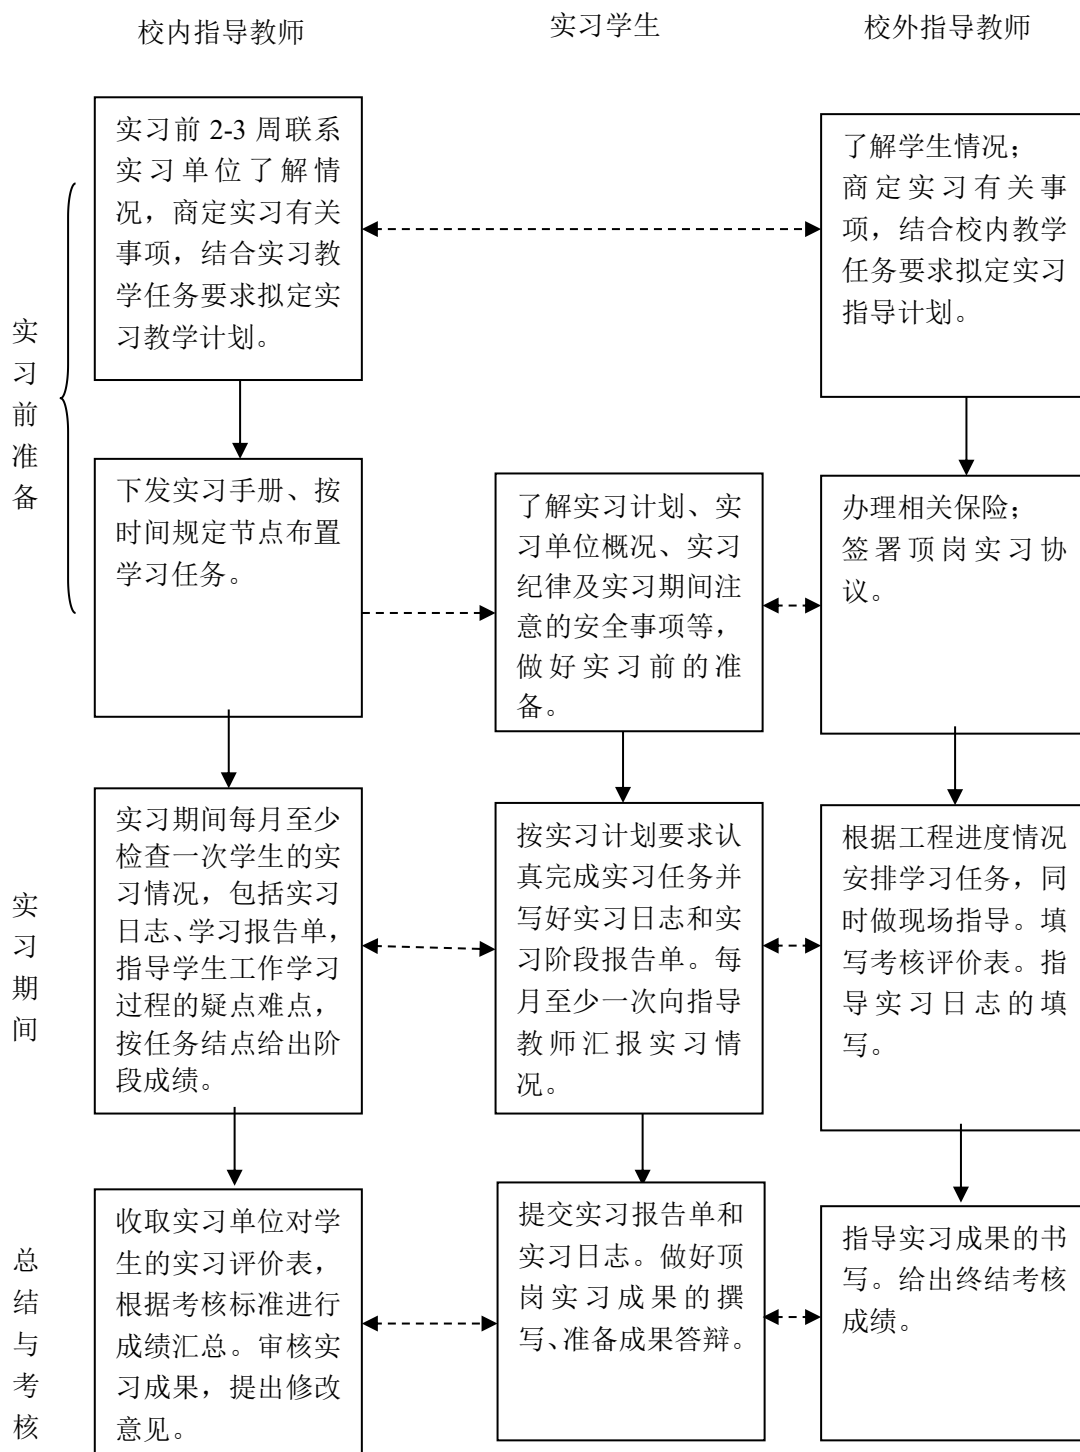 校内指导教师
实习学生
校外指导教师
实习前准备
实习前 2-3 周联系
实习单位了解情
况，商定实习有关
事项，结合实习教
学任务要求拟定实
习教学计划。
了解学生情况；
商定实习有关事
项，结合校内教学
任务要求拟定实习
指导计划。
下发实习手册、按
时间规定节点布置
学习任务。
了解实习计划、实
习单位概况、实习
纪律及实习期间注
意的安全事项等，
做好实习前的准
备。
办理相关保险；
签署顶岗实习协
议。
实习期间
实习期间每月至少
检查一次学生的实
习情况，包括实习
日志、学习报告单，
指导学生工作学习
过程的疑点难点，
按任务结点给出阶
段成绩。
按实习计划要求认
真完成实习任务并
写好实习日志和实
习阶段报告单。每
月至少一次向指导
教师汇报实习情
况。
根据工程进度情况
安排学习任务，同
时做现场指导。填
写考核评价表。指
导实习日志的填
写。
总结与考核
收取实习单位对学
生的实习评价表，
根据考核标准进行
成绩汇总。审核实
习成果，提出修改
意见。
提交实习报告单和
实习日志。做好顶
岗实习成果的撰
写、准备成果答辩。
指导实习成果的书
写。给出终结考核
成绩。